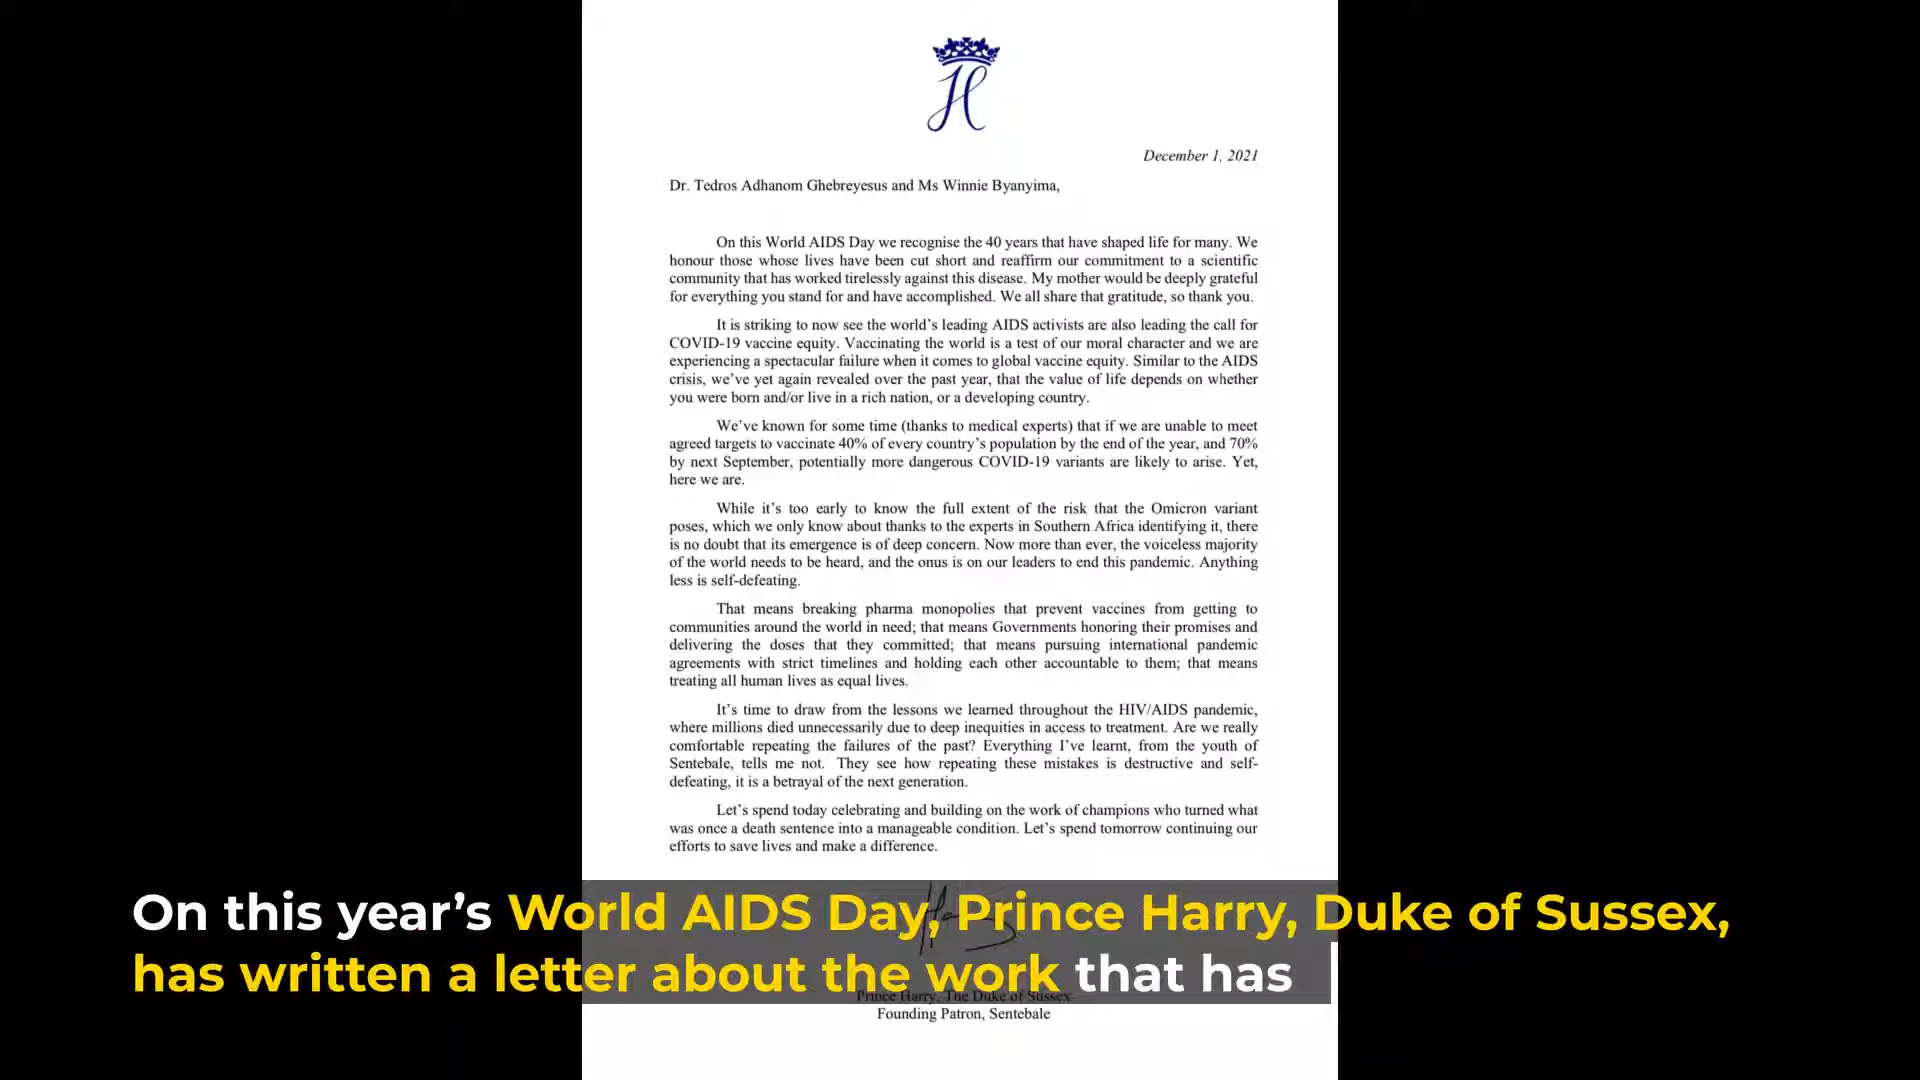 H
December 1, 2021
Dr. Tedros Adhanom Ghebreyesus and Ms Winnie Byanyima,
On this World AIDS Day we recognise the 40 years that have shaped life for many. We
honour those whose lives have been cut short and reaffirm our commitment to a scientific
community that has worked tirelessly against this disease. My mother would be deeply grateful
for everything you stand for and have accomplished. We all share that gratitude, so thank you.
It is striking to now see the world's leading AIDS activists are also leading the call for
COVID-19 vaccine equity. Vaccinating the world is a test of our moral character and we are
experiencing a spectacular failure when it comes to global vaccine equity. Similar to the AIDS
crisis, we've yet again revealed over the past year, that the value of life depends on whether
you were born and/or live in a rich nation, or a developing country.
We've known for some time (thanks to medical experts) that if we are unable to meet
agreed targets to vaccinate 40% of every country's population by the end of the year, and 70%
by next September, potentially more dangerous COVID-19 variants are likely to arise. Yet,
here we are.
While it's too early to know the full extent of the risk that the Omicron variant
poses, which we only know about thanks to the experts in Southern Africa identifying it, there
is no doubt that its emergence is of deep concern. Now more than ever, the voiceless majority
of the world needs to be heard, and the onus is on our leaders to end this pandemic. Anything
less is self-defeating.
That means breaking pharma monopolies that prevent vaccines from getting to
communities around the world in need; that means Governments honoring their promises and
delivering the doses that they committed; that means pursuing international pandemic
agreements with strict timelines and holding each other accountable to them; that means
treating all human lives as equal lives.
It's time to draw from the lessons we learned throughout the HIV/AIDS pandemic,
where millions died unnecessarily due to deep inequities in access to treatment. Are we really
comfortable repeating the failures of the past? Everything I've learnt, from the youth of
Sentebale, tells me not. They see how repeating these mistakes is destructive and self-
defeating, it is a betrayal of the next generation.
Let's spend today celebrating and building on the work of champions who turned what
was once a death sentence into a manageable condition. Let's spend tomorrow continuing our
efforts to save lives and make a difference.
On this year's World AIDS Day, Prince Harry, Duke of Sussex,
has written a letter about the work that has
Prince Harry, The Duke of Sussex
Founding Patron, Sentebale